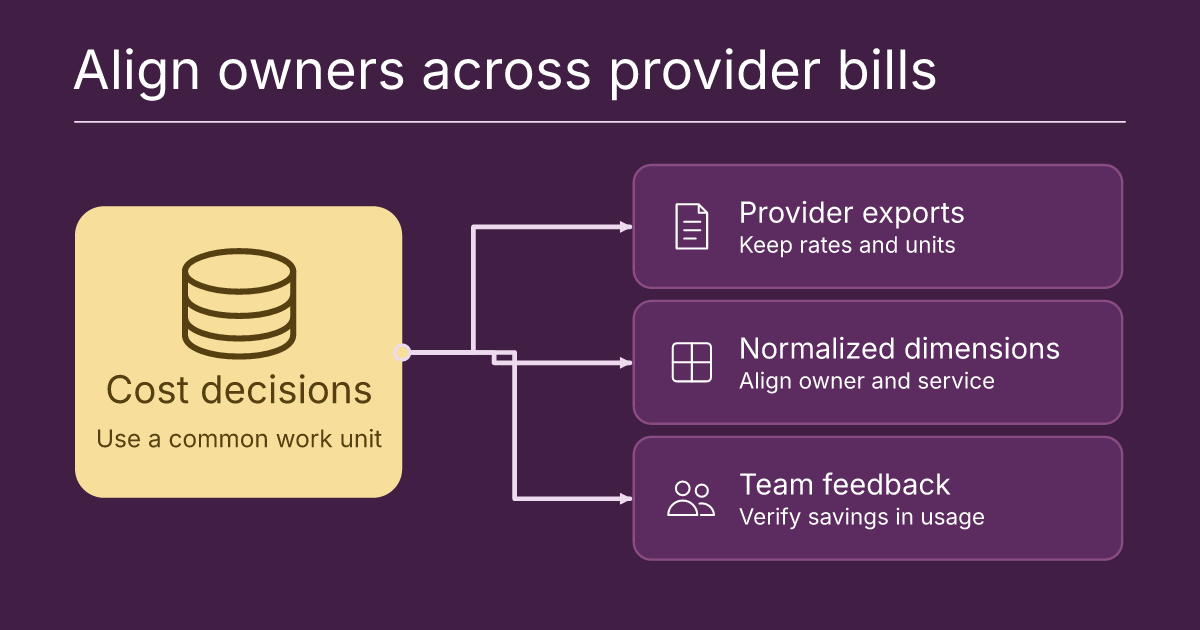 Align owners across provider bills
Cost decisions
Use a common work unit
Provider exports
Keep rates and units
Normalized dimensions
Align owner and service
Team feedback
Verify savings in usage